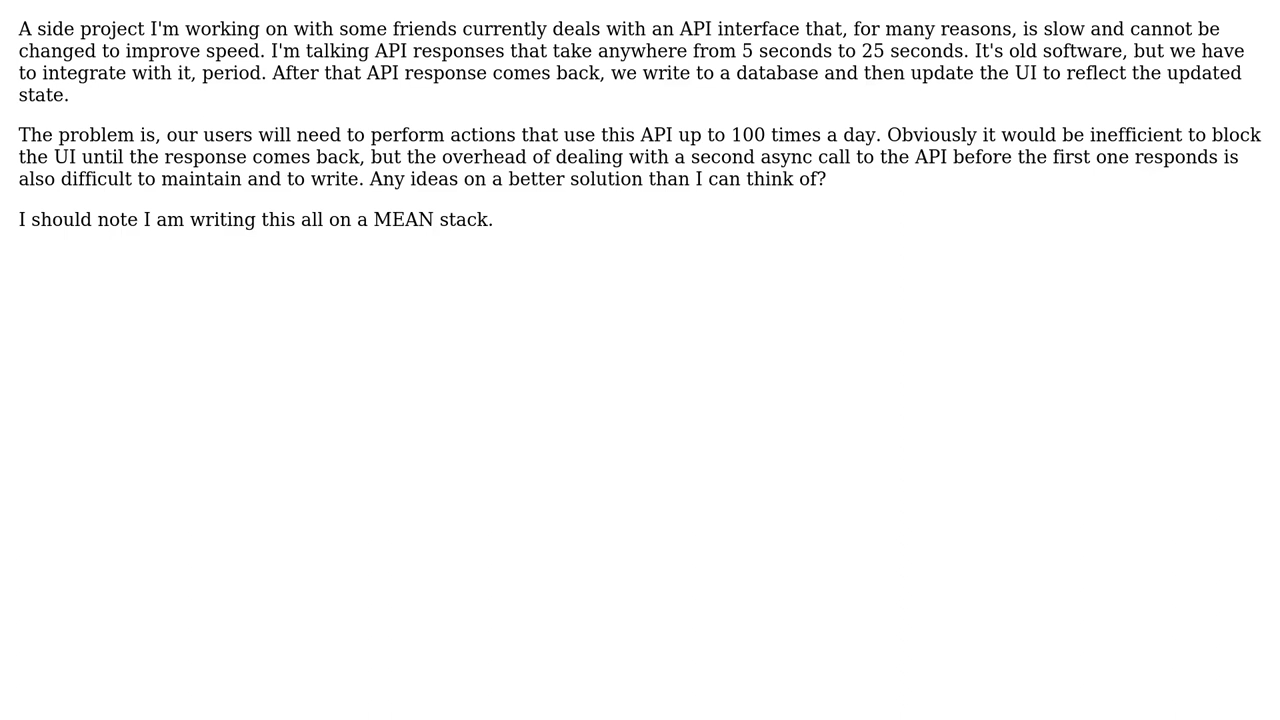 A side project I'm working on with some friends currently deals with an API interface that, for many reasons, is slow and cannot be
changed to improve speed. I'm talking API responses that take anywhere from 5 seconds to 25 seconds. It's old software, but we have
to integrate with it, period. After that API response comes back, we write to a database and then update the UI to reflect the updated
state.
The problem is, our users will need to perform actions that use this API up to 100 times a day. Obviously it would be inefficient to block
the UI until the response comes back, but the overhead of dealing with a second async call to the API before the first one responds is
also difficult to maintain and to write. Any ideas on a better solution than I can think of?
I should note I am writing this all on a MEAN stack.